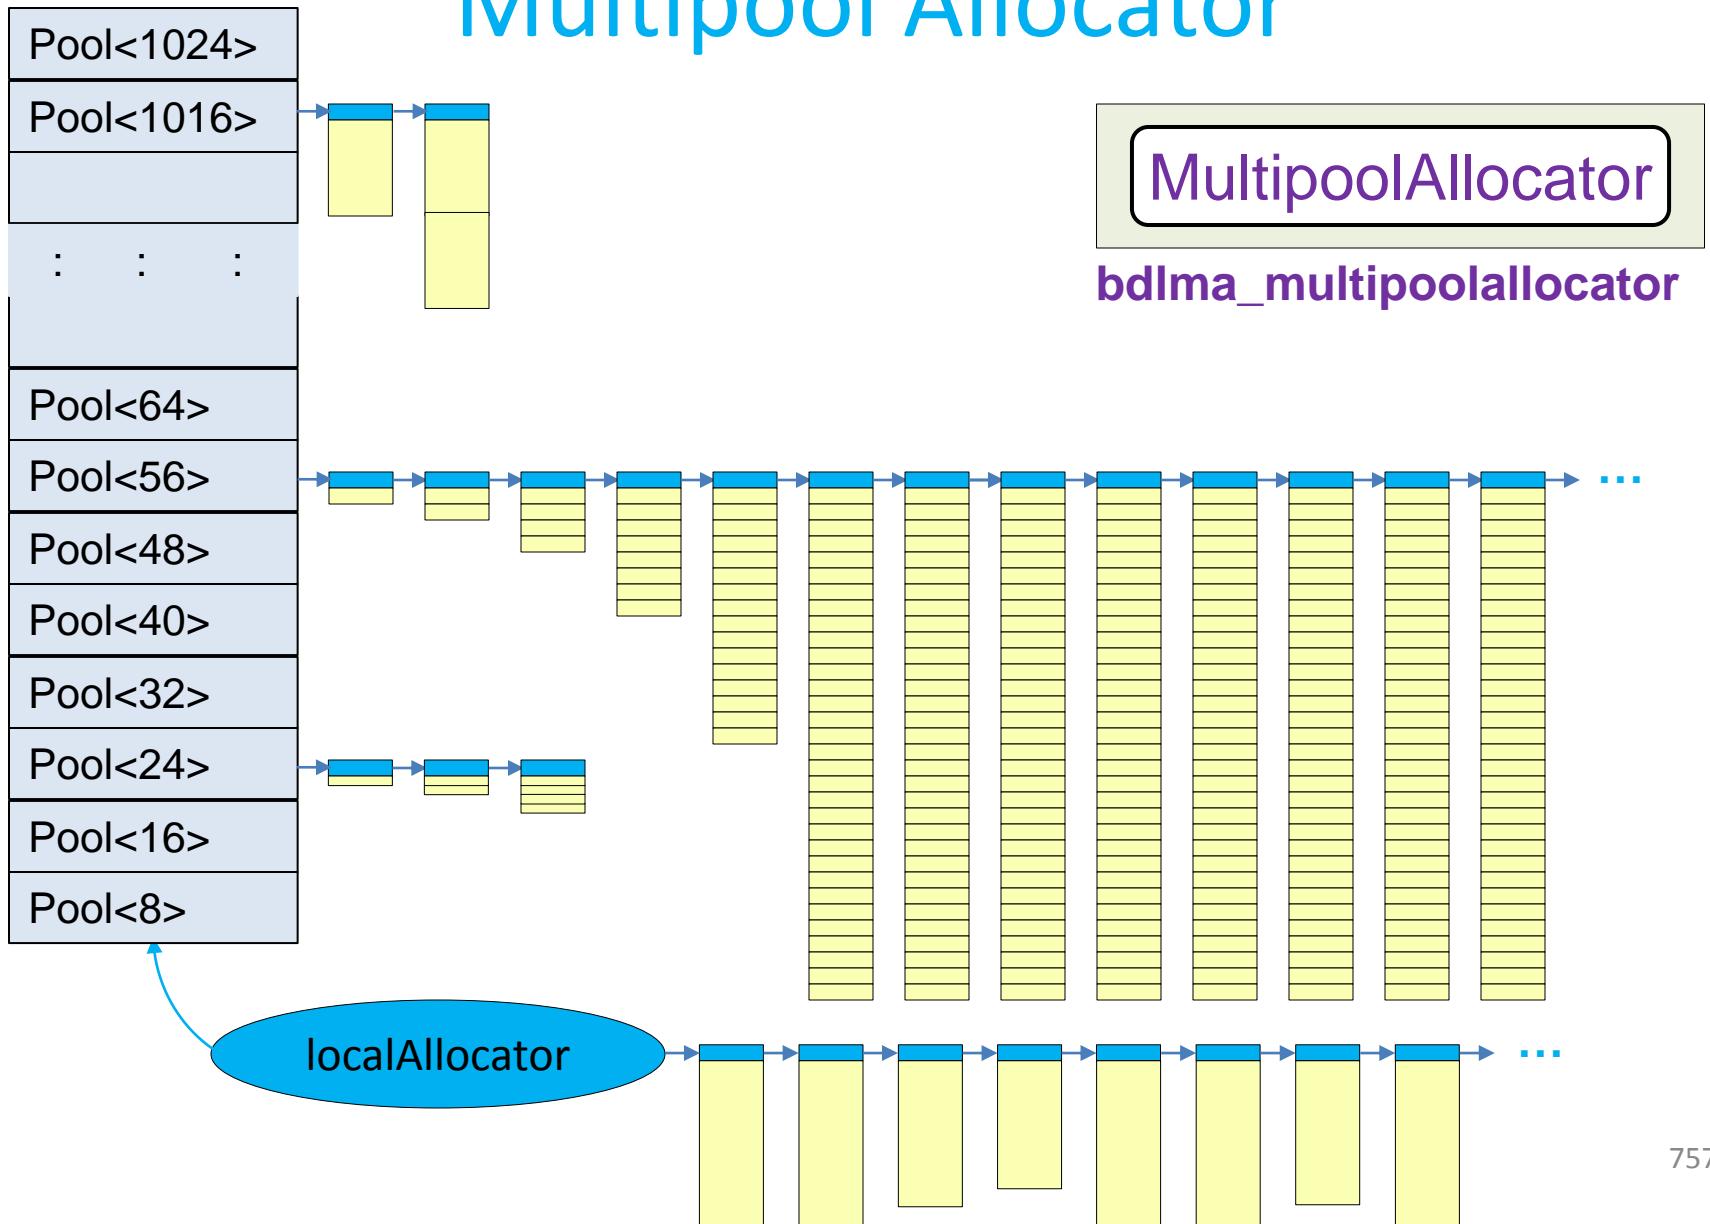 Multipool Allocator
Pool<1024>
Pool<1016>
: : :
Pool<64>
Pool<56>
...
Pool<48>
Pool<40>
Pool<32>
Pool<24>
Pool<16>
Pool<8>
MultipoolAllocator
bdlma_multipoolallocator
localAllocator
...
757